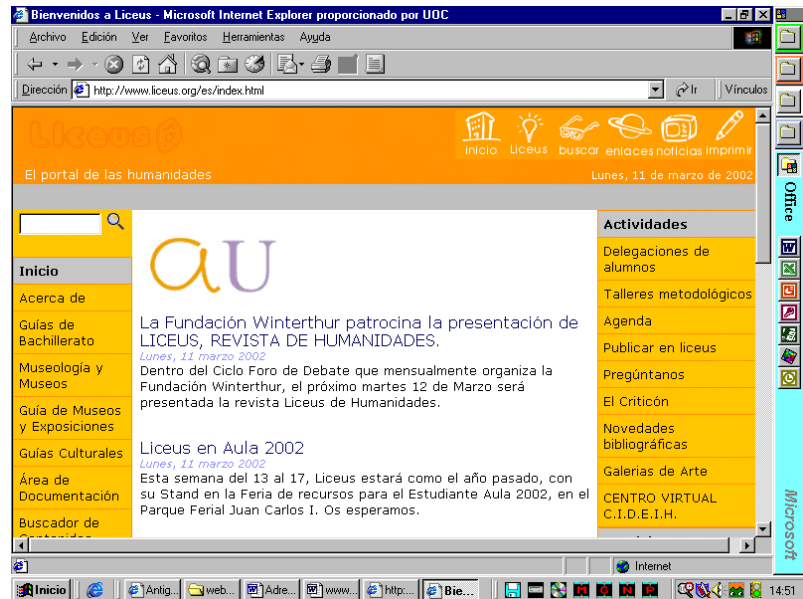 Bienvenidos a Liceus - Microsoft Internet Explorer proporcionado por UOC
Archivo Edición Ver Favoritos Herramientas Ayuda
Dirección http://www.liceus.org/es/index.html Ir Vínculos
Liceus
inicio Liceus buscar enlaces noticias imprimir
El portal de las humanidades Lunes, 11 de marzo de 2002
Inicio
Acerca de
Guías de
Bachillerato
Museología y
Museos
Guía de Museos
y Exposiciones
Guías Culturales
Área de
Documentación
Buscador de
au
La Fundación Winterthur patrocina la presentación de
LICEUS, REVISTA DE HUMANIDADES.
Lunes, 11 marzo 2002
Dentro del Ciclo Foro de Debate que mensualmente organiza la
Fundación Winterthur, el próximo martes 12 de Marzo será
presentada la revista Liceus de Humanidades.
Liceus en Aula 2002
Lunes, 11 marzo 2002
Esta semana del 13 al 17, Liceus estará como el año pasado, con
su Stand en la Feria de recursos para el Estudiante Aula 2002, en el
Parque Ferial Juan Carlos I. Os esperamos.
Actividades
Delegaciones de
alumnos
Talleres metodológicos
Agenda
Publicar en liceus
Pregúntanos
El Criticón
Novedades
bibliográficas
Galerias de Arte
CENTRO VIRTUAL
C.I.D.E.I.H.
Office
Microsoft
Internet
Inicio Antig... web... Adre... www... http:... Bie... M G N P 14:51